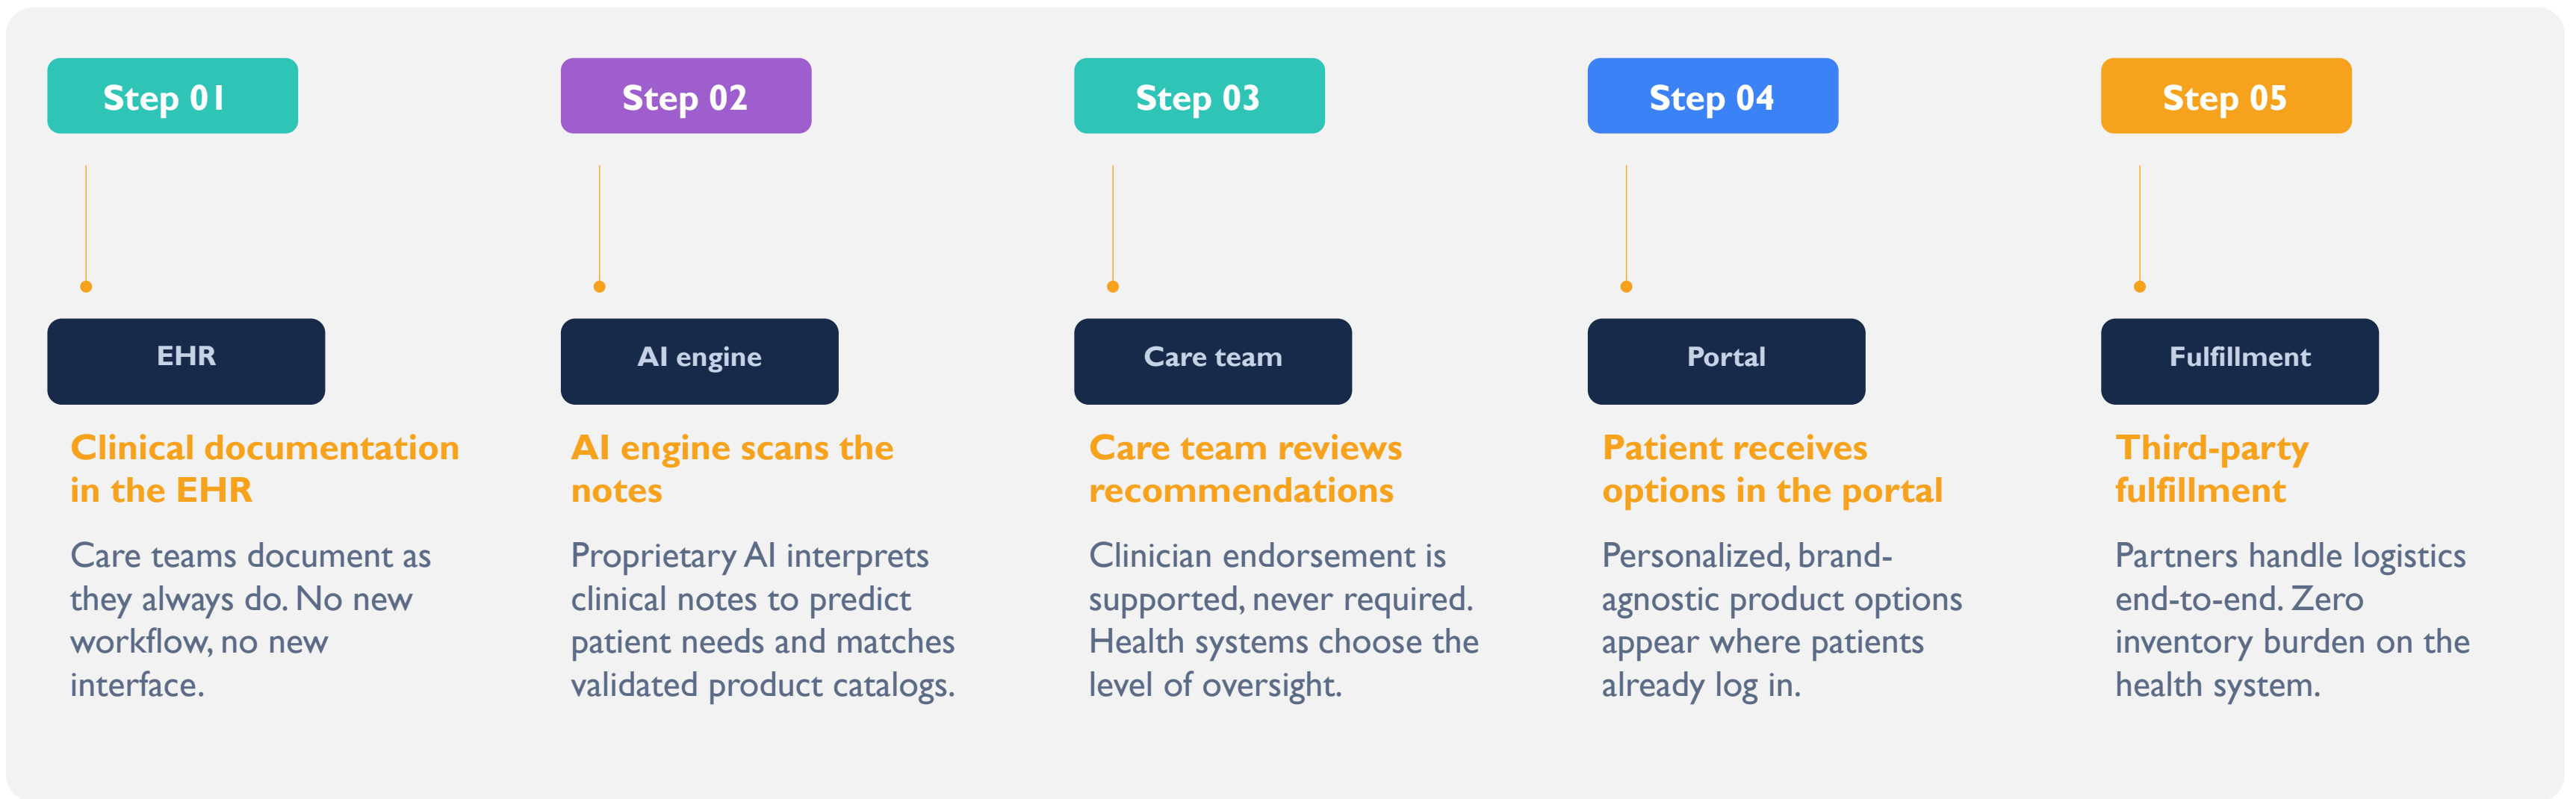 Step 01
Step 02
Step 03
Step 04
Step 05
EHR
AI engine
Care team
Portal
Fulfillment
Clinical documentation
in the EHR
Care teams document as
they always do. No new
workflow, no new
interface.
AI engine scans the
notes
Proprietary AI interprets
clinical notes to predict
patient needs and matches
validated product catalogs.
Care team reviews
recommendations
Clinician endorsement is
supported, never required.
Health systems choose the
level of oversight.
Patient receives
options in the portal
Personalized, brand-
agnostic product options
appear where patients
already log in.
Third-party
fulfillment
Partners handle logistics
end-to-end. Zero
inventory burden on the
health system.